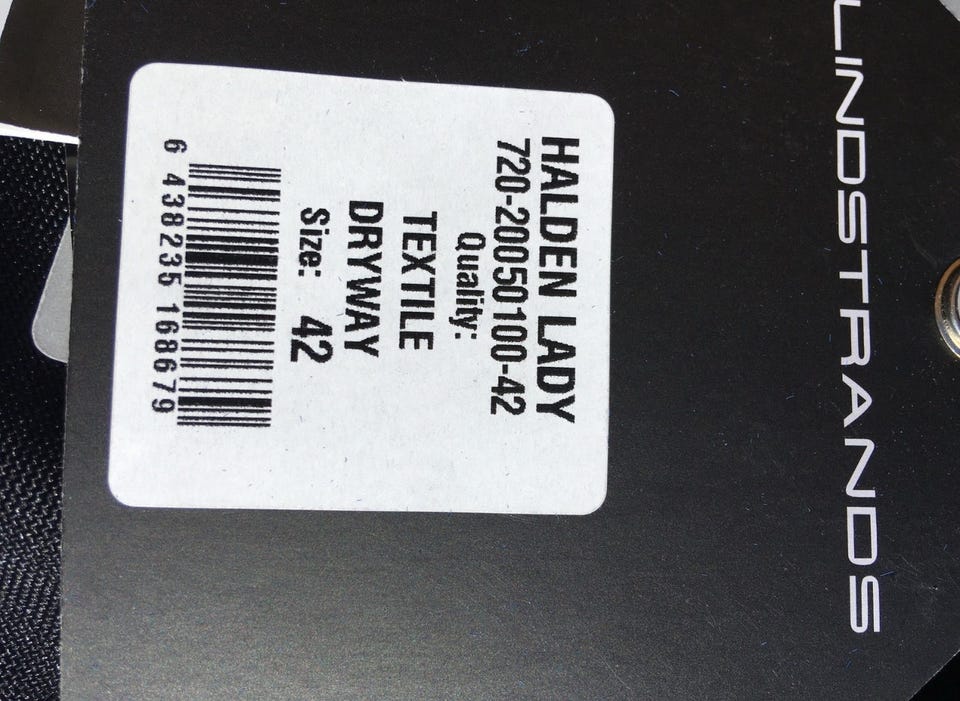 LINDSTRANDS
HALDEN LADY
720-20050100-42
Quality:
TEXTILE
DRYWAY
Size: 42
6 438235 168679